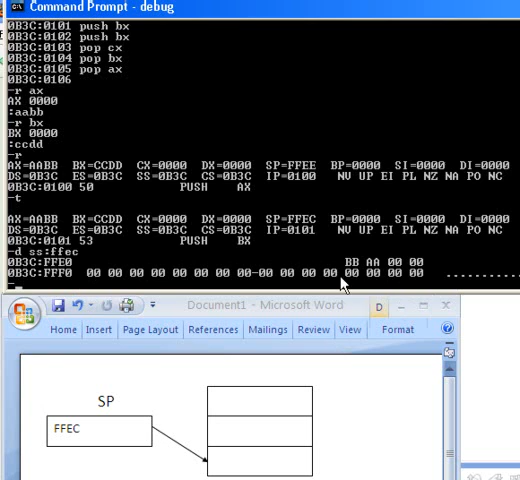 Command Prompt - debug
0B3C:0101 push bx
0B3C:0102 push bx
0B3C:0103 pop cx
0B3C:0104 pop bx
0B3C:0105 pop ax
0B3C:0106
-r ax
AX 0000
:aabb
-r bx
BX 0000
:ccdd
-r
AX=AABB BX=CCDD CX=0000 DX=0000 SP=FFEE BP=0000 SI=0000 DI=0000
DS=0B3C ES=0B3C SS=0B3C CS=0B3C IP=0100 NV UP EI PL NZ NA PO NC
0B3C:0100 50 PUSH AX
-t
AX=AABB BX=CCDD CX=0000 DX=0000 SP=FFEC BP=0000 SI=0000 DI=0000
DS=0B3C ES=0B3C SS=0B3C CS=0B3C IP=0101 NV UP EI PL NZ NA PO NC
0B3C:0101 53 PUSH BX
-d ss:ffec
0B3C:FFE0 BB AA 00 00
0B3C:FFF0 00 00 00 00 00 00 00 00-00 00 00 00 00 00 00 00 ..........
-_
Document1 - Microsoft Word D
Home Insert Page Layout References Mailings Review View Format
SP
FFEC